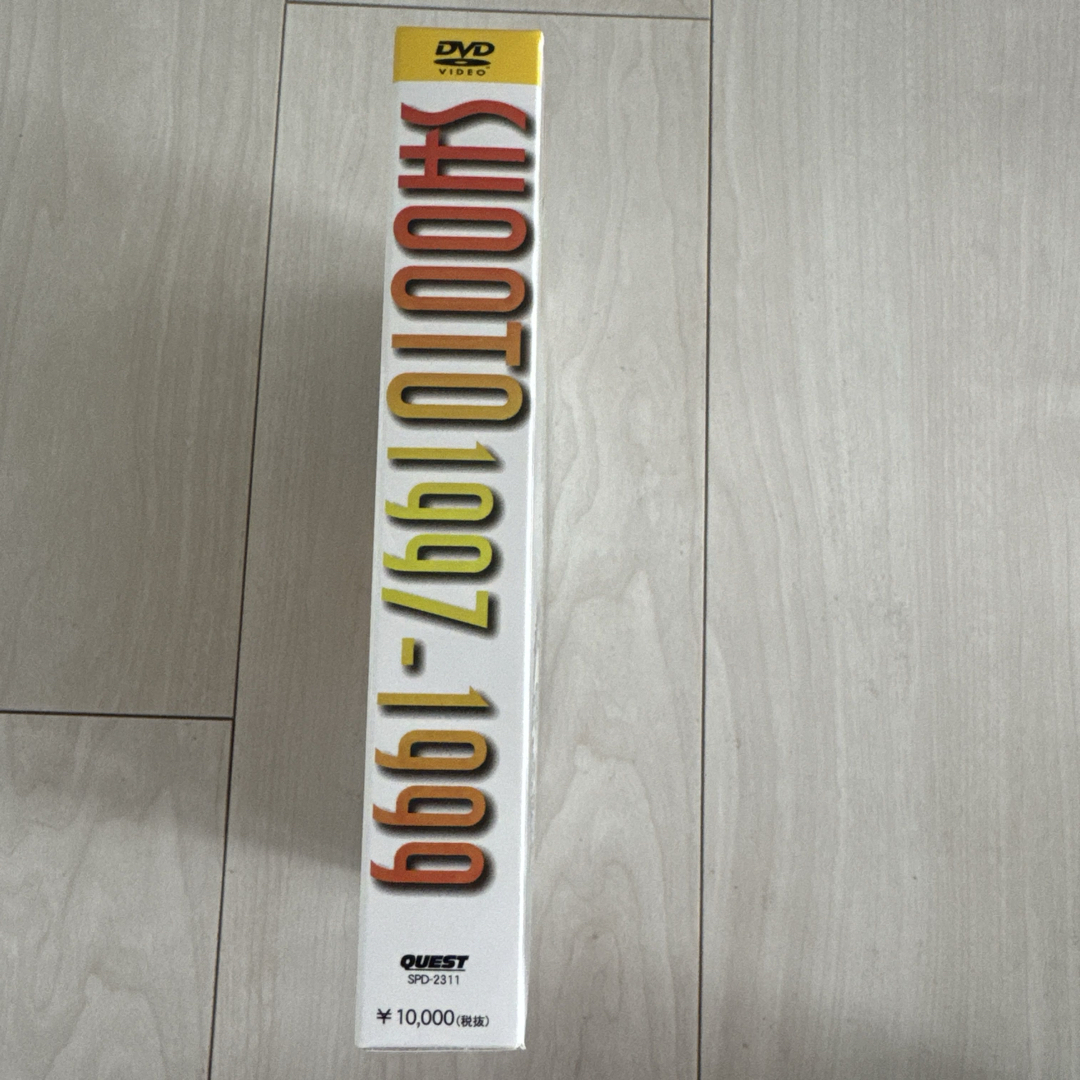 DVD
VIDEO
SHOOTO 1997-1999
QUEST
SPD-2311
￥10,000(税抜)